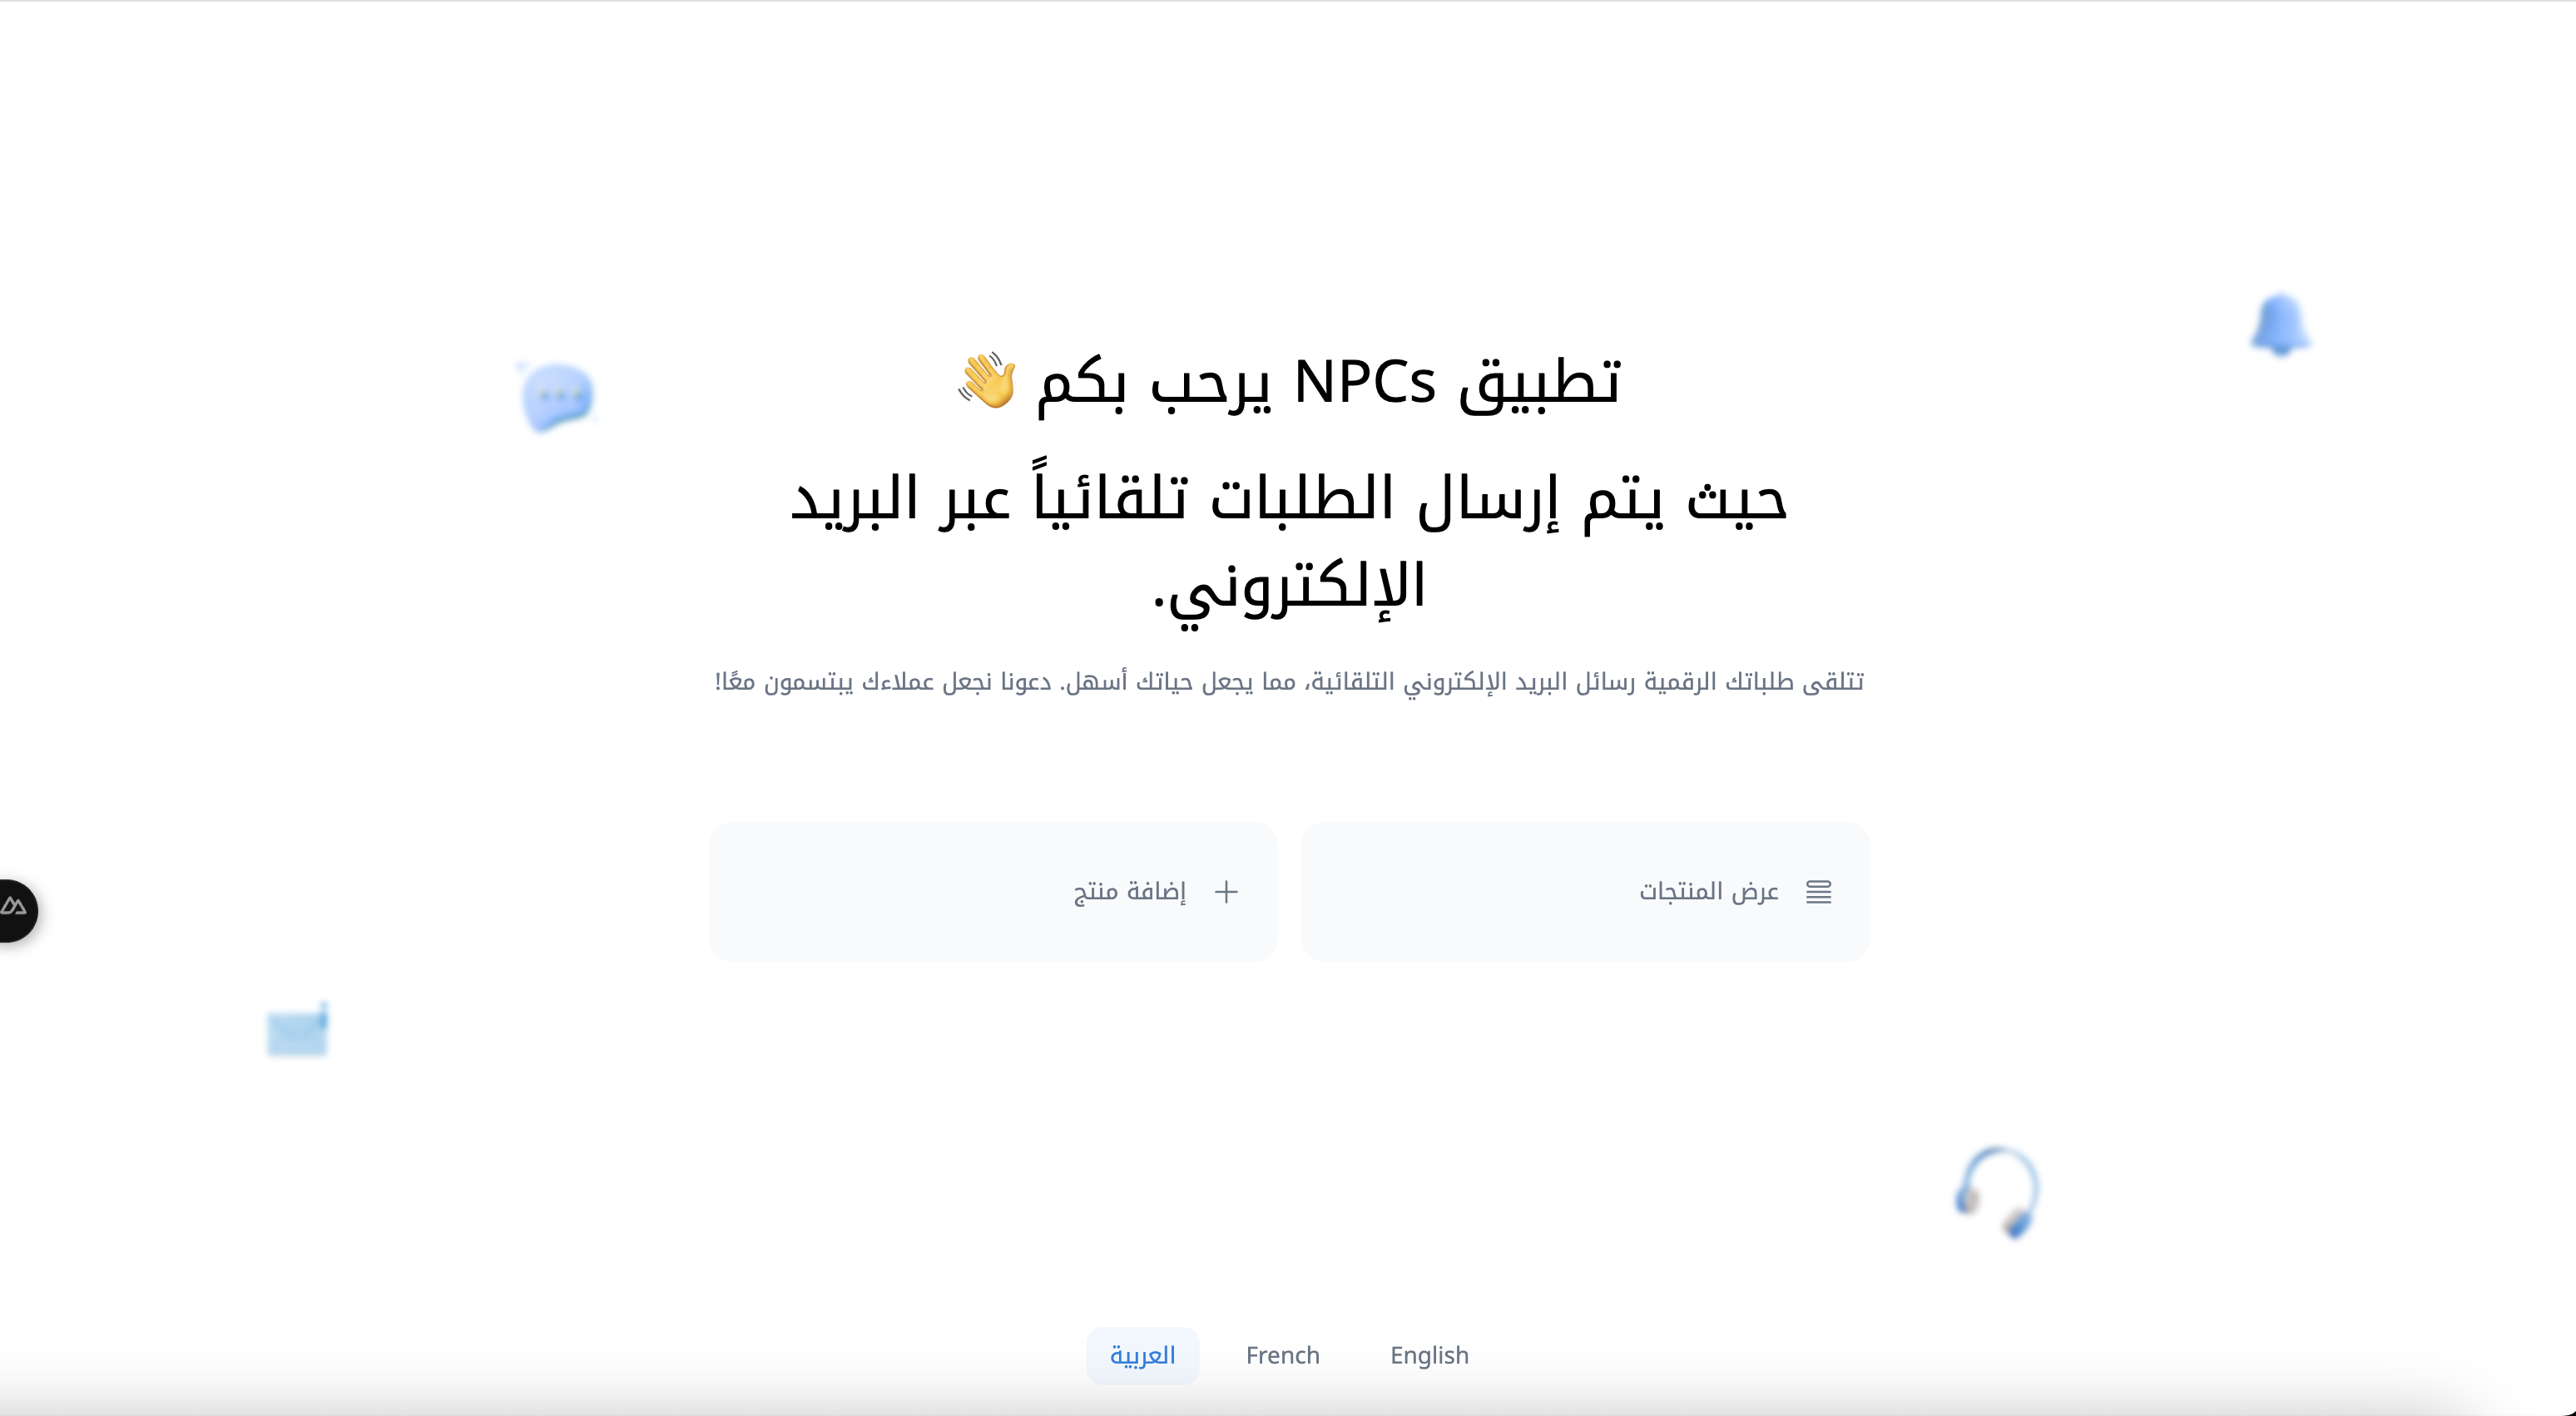 تطبيق NPCs يرحب بكم 👋
حيث يتم إرسال الطلبات تلقائياً عبر البريد
الإلكتروني.
تتلقى طلباتك الرقمية رسائل البريد الإلكتروني التلقائية، مما يجعل حياتك أسهل. دعونا نجعل عملاءك يبتسمون معًا!
عرض المنتجات
إضافة منتج
English
French
العربية